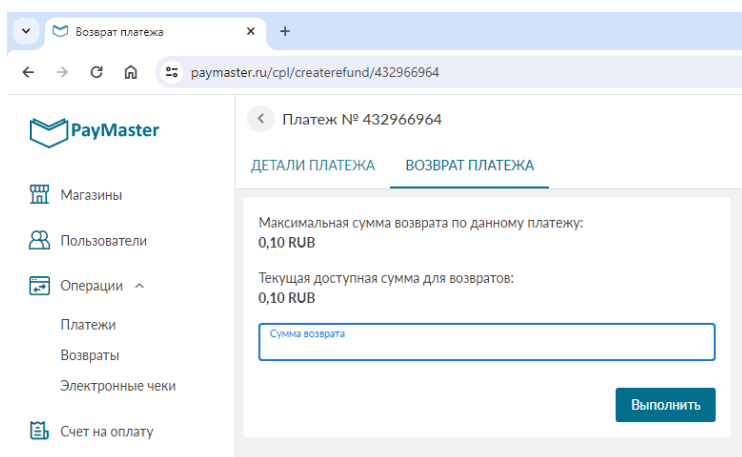 Возврат платежа
paymaster.ru/cpl/createrefund/432966964
PayMaster
Магазины
Пользователи
Операции
Платежи
Возвраты
Электронные чеки
Счет на оплату
Платеж № 432966964
ДЕТАЛИ ПЛАТЕЖА ВОЗВРАТ ПЛАТЕЖА
Максимальная сумма возврата по данному платежу:
0,10 RUB
Текущая доступная сумма для возвратов:
0,10 RUB
Сумма возврата
Выполнить